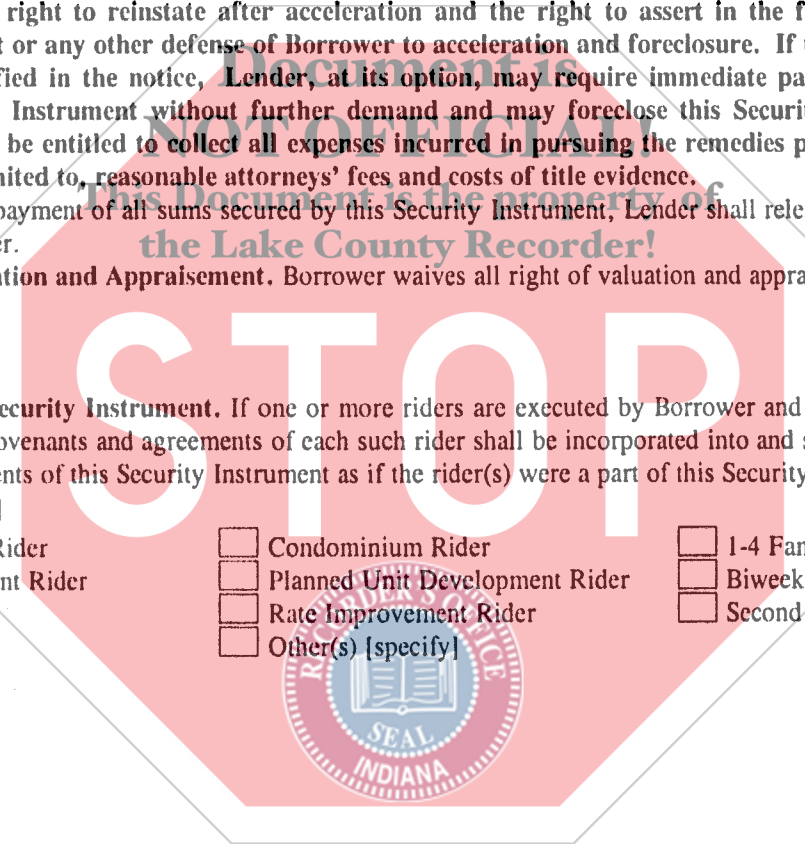 right to reinstate after acceleration and the right to assert in the f
t or any other defense of Borrower to acceleration and foreclosure. If
Document is
fied in the notice, Lender, at its option, may require immediate pa
Instrument without further demand and may foreclose this Securi
NOT OFFICIAL!
be entitled to collect all expenses incurred in pursuing the remedies p
nited to, reasonable attorneys' fees and costs of title evidence.
This Document is the property of
payment of all sums secured by this Security Instrument, Lender shall rele
er.
the Lake County Recorder!
ation and Appraisement. Borrower waives all right of valuation and appra
STOP
ecurity Instrument. If one or more riders are executed by Borrower and
ovenants and agreements of each such rider shall be incorporated into and s
ents of this Security Instrument as if the rider(s) were a part of this Security
]
Rider Condominium Rider 1-4 Fam
nt Rider Planned Unit Development Rider Biweek
Rate Improvement Rider Second
Other(s) [specify]
RECORDER'S OFFICE
SEAL
INDIANA